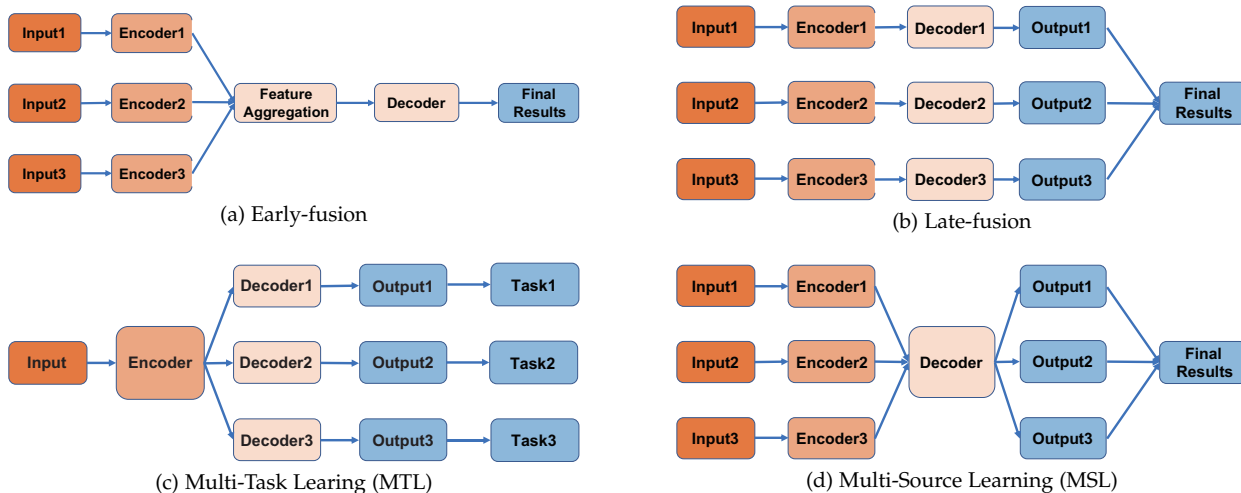 Input1
Encoder1
Input2
Encoder2
Feature
Aggregation
Decoder
Final
Results
Input3
Encoder3
(a) Early-fusion
Input1
Encoder1
Decoder1
Output1
Input2
Encoder2
Decoder2
Output2
Final
Results
Input3
Encoder3
Decoder3
Output3
(b) Late-fusion
Decoder1
Output1
Task1
Input
Encoder
Decoder2
Output2
Task2
Decoder3
Output3
Task3
(c) Multi-Task Learing (MTL)
Input1
Encoder1
Output1
Input2
Encoder2
Decoder
Output2
Final
Results
Input3
Encoder3
Output3
(d) Multi-Source Learning (MSL)